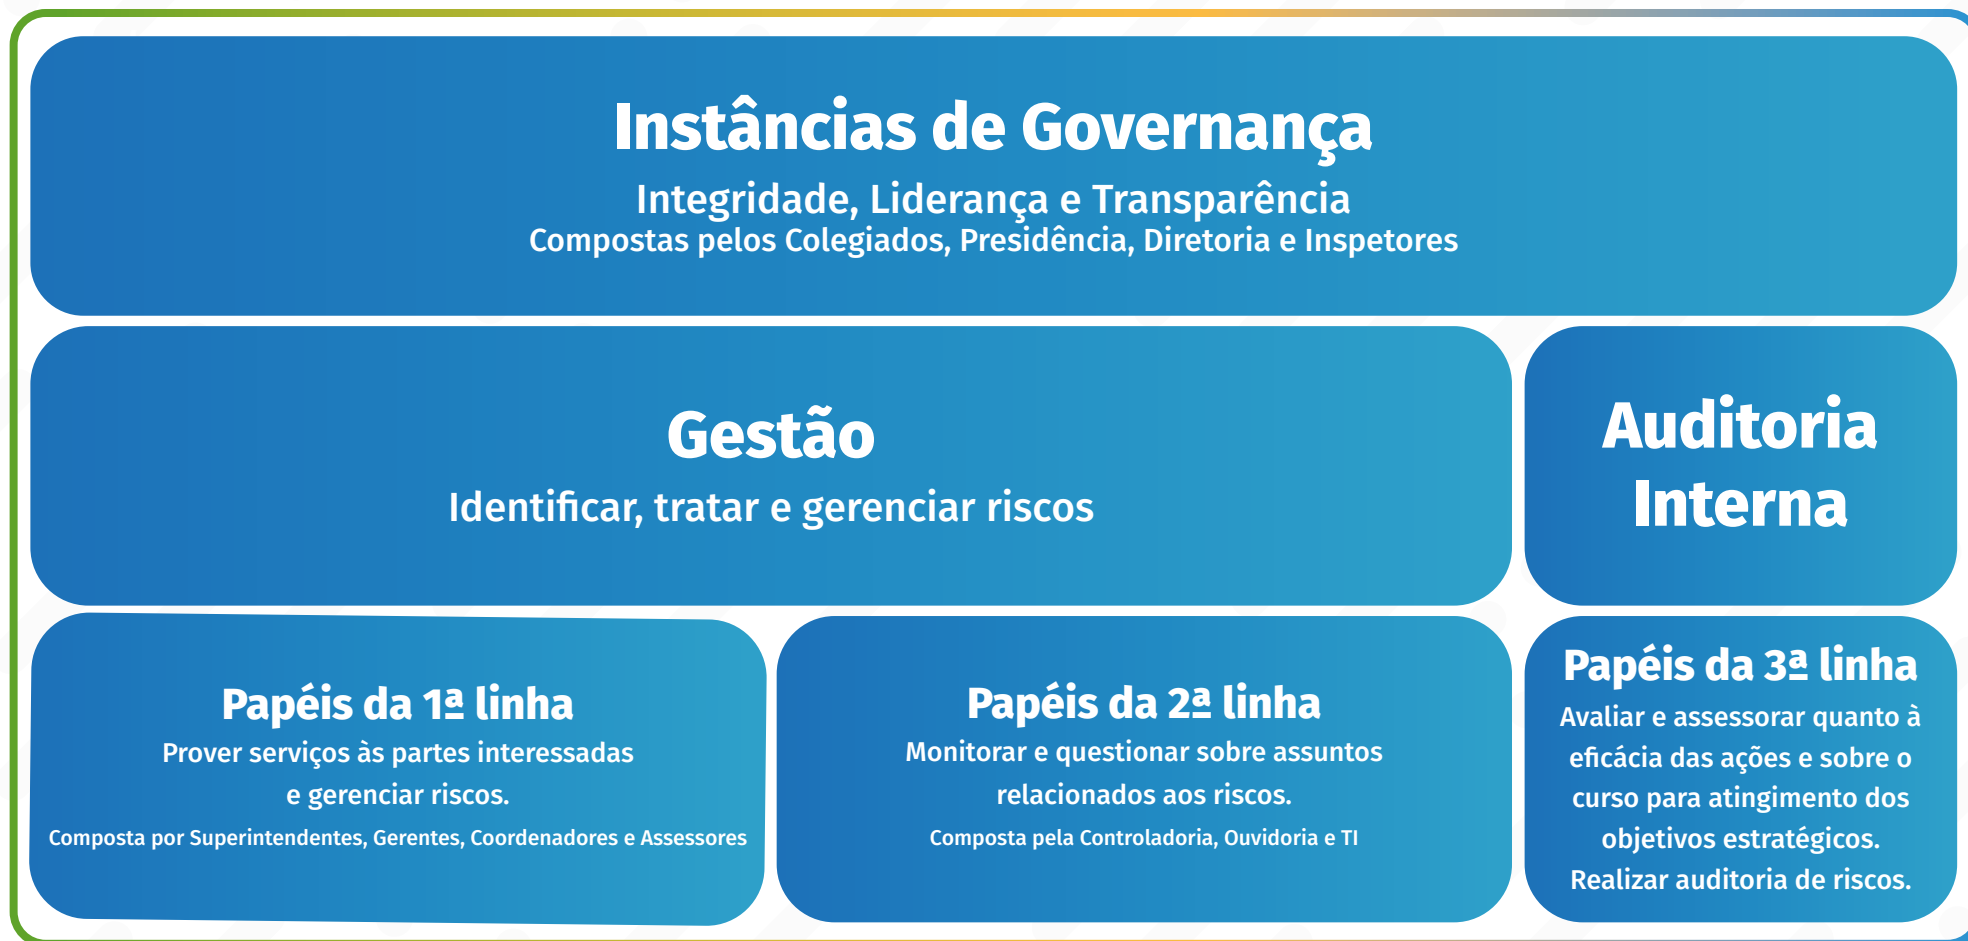 Instâncias de Governança
Integridade, Liderança e Transparência
Compostas pelos Colegiados, Presidência, Diretoria e Inspetores
Gestão
Identificar, tratar e gerenciar riscos
Auditoria
Interna
Papéis da 1ª linha
Prover serviços às partes interessadas
e gerenciar riscos.
Composta por Superintendentes, Gerentes, Coordenadores e Assessores
Papéis da 2ª linha
Monitorar e questionar sobre assuntos
relacionados aos riscos.
Composta pela Controladoria, Ouvidoria e TI
Papéis da 3ª linha
Avaliar e assessorar quanto à
eficácia das ações e sobre o
curso para atingimento dos
objetivos estratégicos.
Realizar auditoria de riscos.